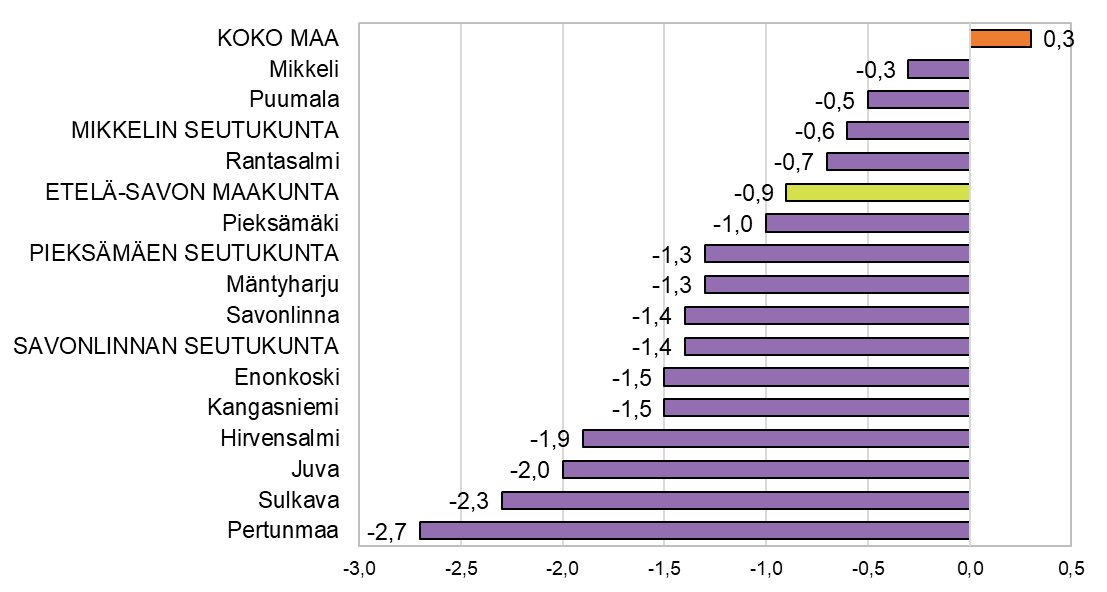 KOKO MAA 0,3
Mikkeli -0,3
Puumala -0,5
MIKKELIN SEUTUKUNTA -0,6
Rantasalmi -0,7
ETELÄ-SAVON MAAKUNTA -0,9
Pieksämäki -1,0
PIEKSÄMÄEN SEUTUKUNTA -1,3
Mäntyharju -1,3
Savonlinna -1,4
SAVONLINNAN SEUTUKUNTA -1,4
Enonkoski -1,5
Kangasniemi -1,5
Hirvensalmi -1,9
Juva -2,0
Sulkava -2,3
Pertunmaa -2,7
-3,0 -2,5 -2,0 -1,5 -1,0 -0,5 0,0 0,5